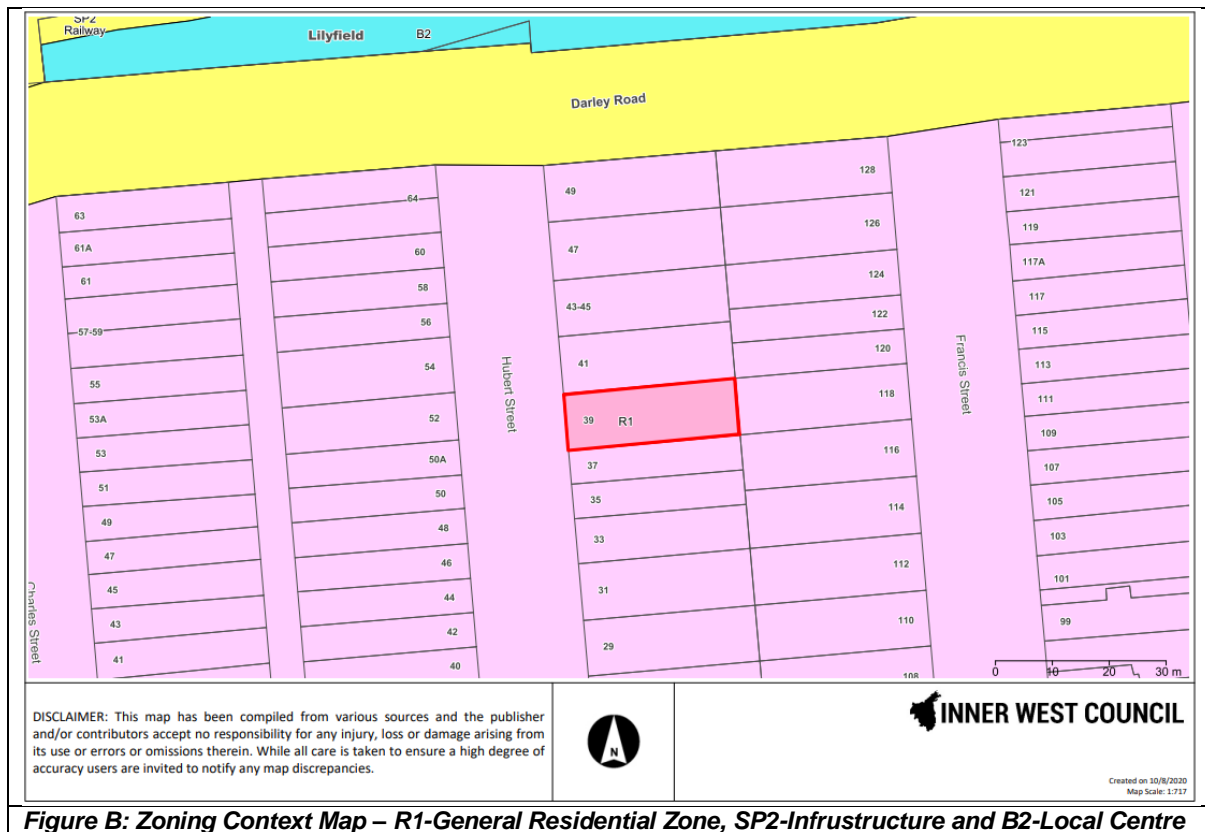 SP2
Railway
Lilyfield
B2
Darley Road
63
61A
61
57-59
55
53A
53
51
49
47
45
43
41
Charles Street
64
60
58
56
54
52
50A
50
48
46
44
42
40
Hubert Street
49
47
43-45
41
39 R1
37
35
33
31
29
128
126
124
122
120
118
116
114
112
110
108
Francis Street
123
121
119
117A
117
115
113
111
109
107
105
103
101
99
0 10 20 30 m
DISCLAIMER: This map has been compiled from various sources and the publisher
and/or contributors accept no responsibility for any injury, loss or damage arising from
its use or errors or omissions therein. While all care is taken to ensure a high degree of
accuracy users are invited to notify any map discrepancies.
N
INNER WEST COUNCIL
Created on 10/8/2020
Map Scale: 1:717
Figure B: Zoning Context Map – R1-General Residential Zone, SP2-Infrustructure and B2-Local Centre